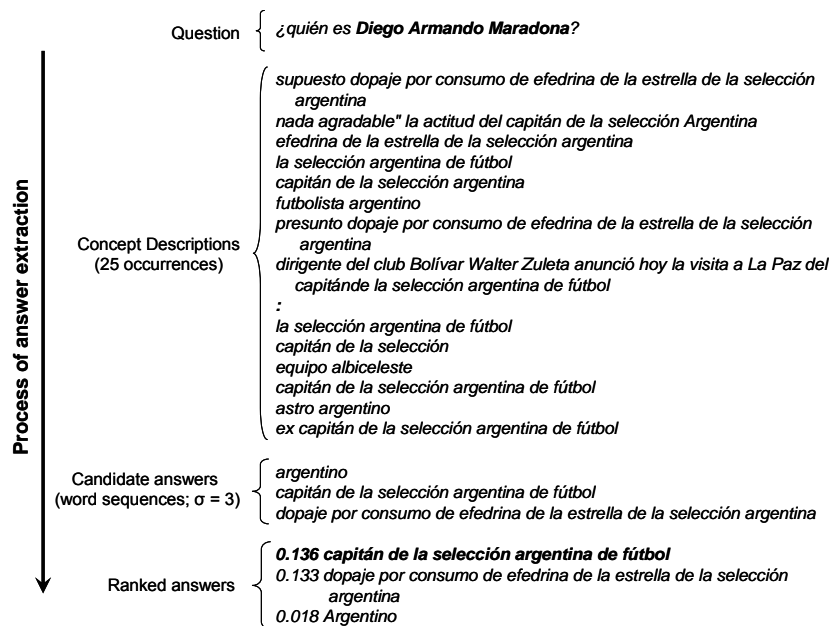 Question
¿quién es Diego Armando Maradona?
Process of answer extraction
Concept Descriptions
(25 occurrences)
supuesto dopaje por consumo de efedrina de la estrella de la selección
argentina
nada agradable" la actitud del capitán de la selección Argentina
efedrina de la estrella de la selección argentina
la selección argentina de fútbol
capitán de la selección argentina
futbolista argentino
presunto dopaje por consumo de efedrina de la estrella de la selección
argentina
dirigente del club Bolívar Walter Zuleta anunció hoy la visita a La Paz del
capitánde la selección argentina de fútbol
:
la selección argentina de fútbol
capitán de la selección
equipo albiceleste
capitán de la selección argentina de fútbol
astro argentino
ex capitán de la selección argentina de fútbol
Candidate answers
(word sequences; σ = 3)
argentino
capitán de la selección argentina de fútbol
dopaje por consumo de efedrina de la estrella de la selección argentina
Ranked answers
0.136 capitán de la selección argentina de fútbol
0.133 dopaje por consumo de efedrina de la estrella de la selección
argentina
0.018 Argentino